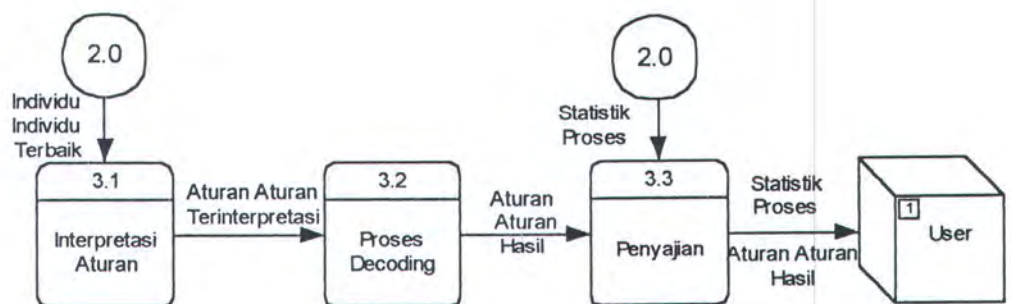 2.0
2.0
Individu
Individu
Terbaik
Statistik
Proses
3.1
Interpretasi
Aturan
Aturan Aturan
Terinterpretasi
3.2
Proses
Decoding
Aturan
Aturan
Hasil
3.3
Penyajian
Statistik
Proses
Aturan Aturan
Hasil
1
User